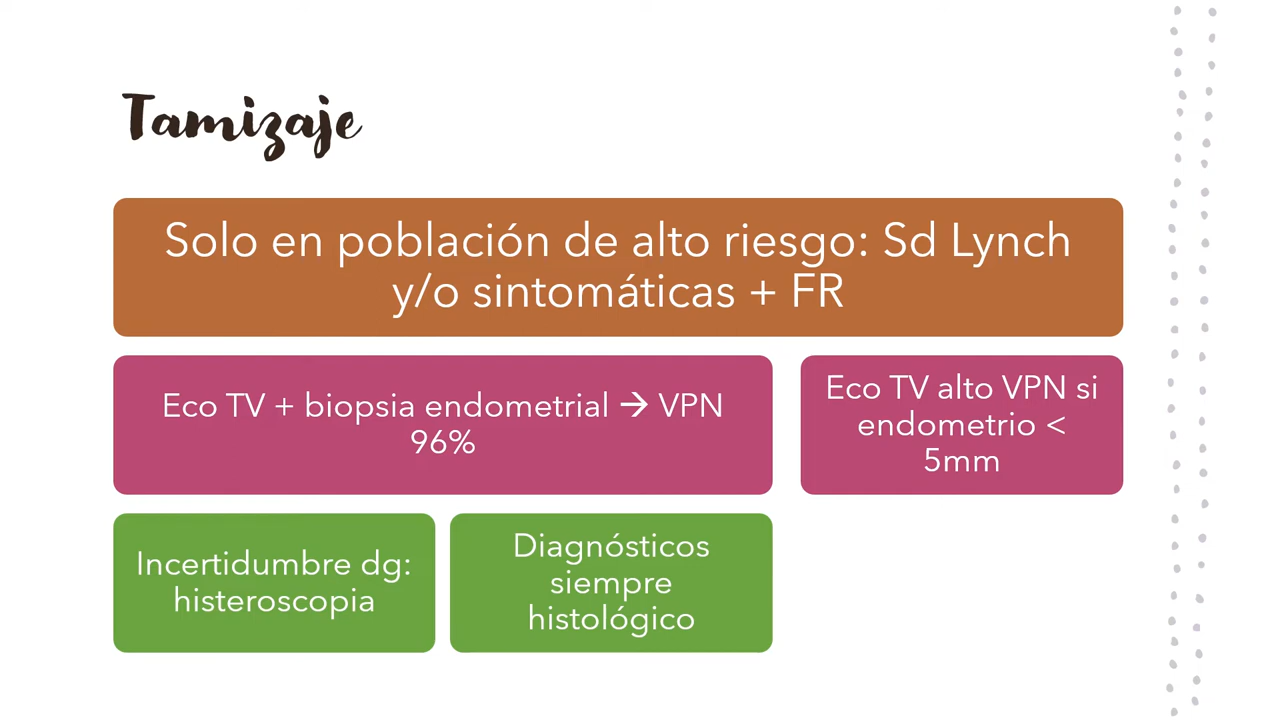 Tamizaje
Solo en población de alto riesgo: Sd Lynch
y/o sintomáticas + FR
Eco TV + biopsia endometrial → VPN
96%
Eco TV alto VPN si
endometrio <
5mm
Incertidumbre dg:
histeroscopia
Diagnósticos
siempre
histológico